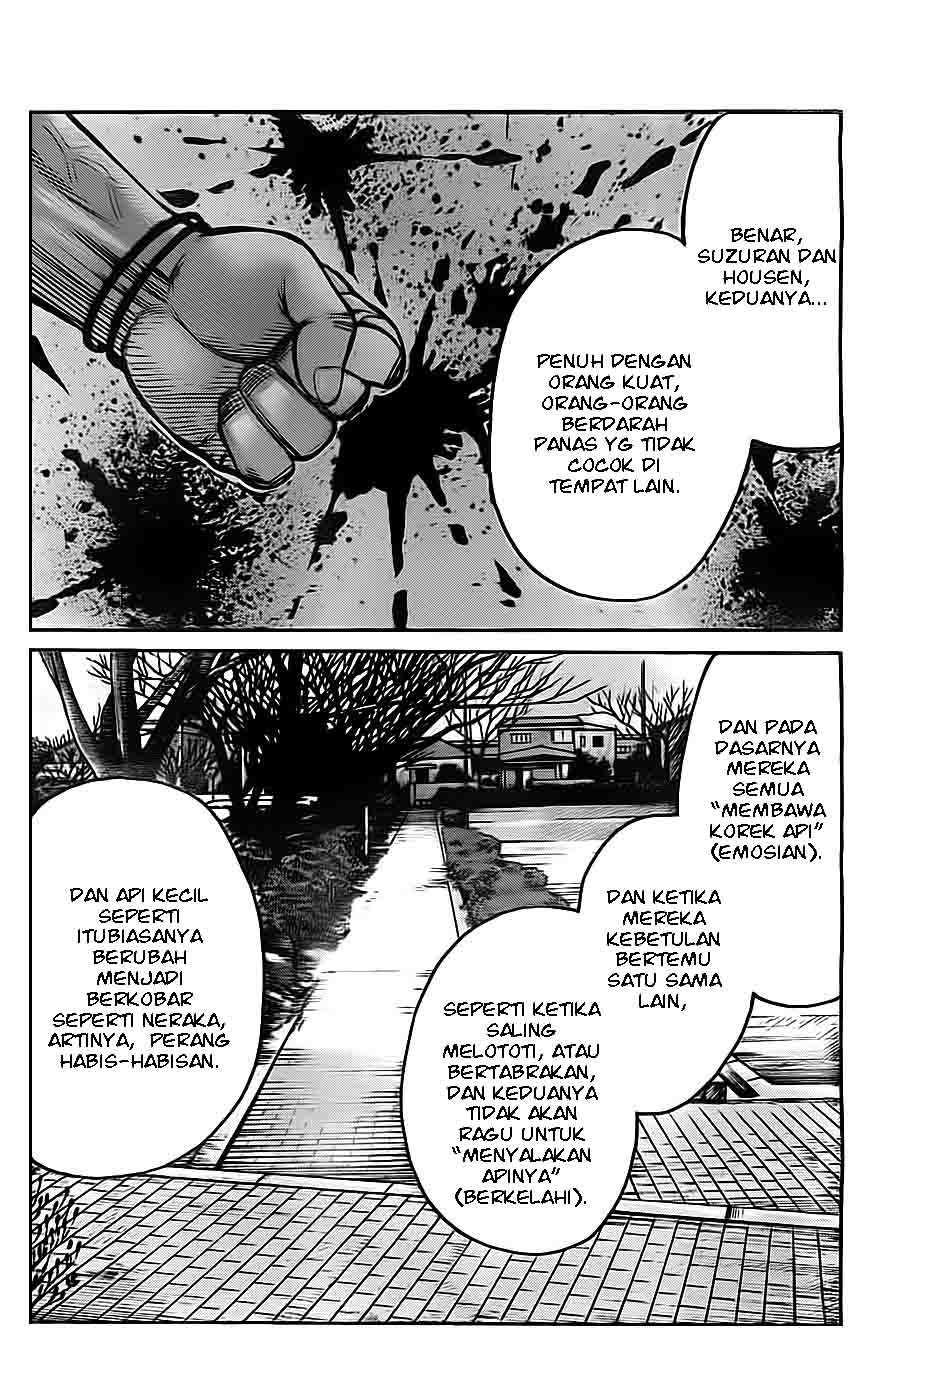 BENAR,
SUZURAN DAN
HOUSEN,
KEDUANYA...
PENUH DENGAN
ORANG KUAT,
ORANG-ORANG
BERDARAH
PANAS YG TIDAK
COCOK DI
TEMPAT LAIN.
DAN PADA
DASARNYA
MEREKA
SEMUA
"MEMBAWA
KOREK API"
(EMOSIAN).
DAN KETIKA
MEREKA
KEBETULAN
BERTEMU
SATU SAMA
LAIN,
SEPERTI KETIKA
SALING
MELOTOTI, ATAU
BERTABRAKAN,
DAN KEDUANYA
TIDAK AKAN
RAGU UNTUK
"MENYALAKAN
APINYA"
(BERKELAHI).
DAN API KECIL
SEPERTI
ITUBIASANYA
BERUBAH
MENJADI
BERKOBAR
SEPERTI NERAKA,
ARTINYA, PERANG
HABIS-HABISAN.